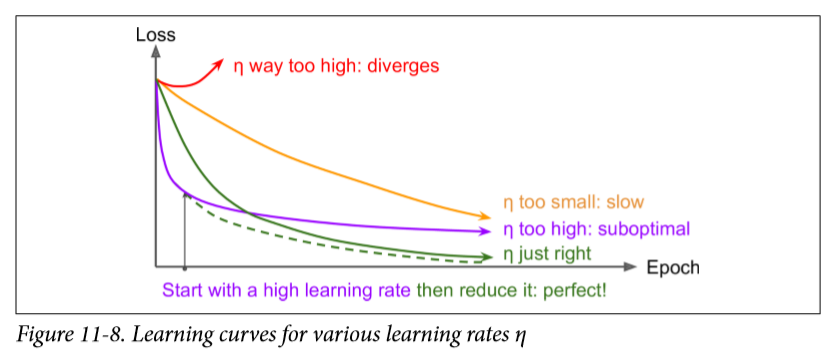 Loss
η way too high: diverges
η too small: slow
η too high: suboptimal
η just right
Epoch
Start with a high learning rate then reduce it: perfect!
Figure 11-8. Learning curves for various learning rates η